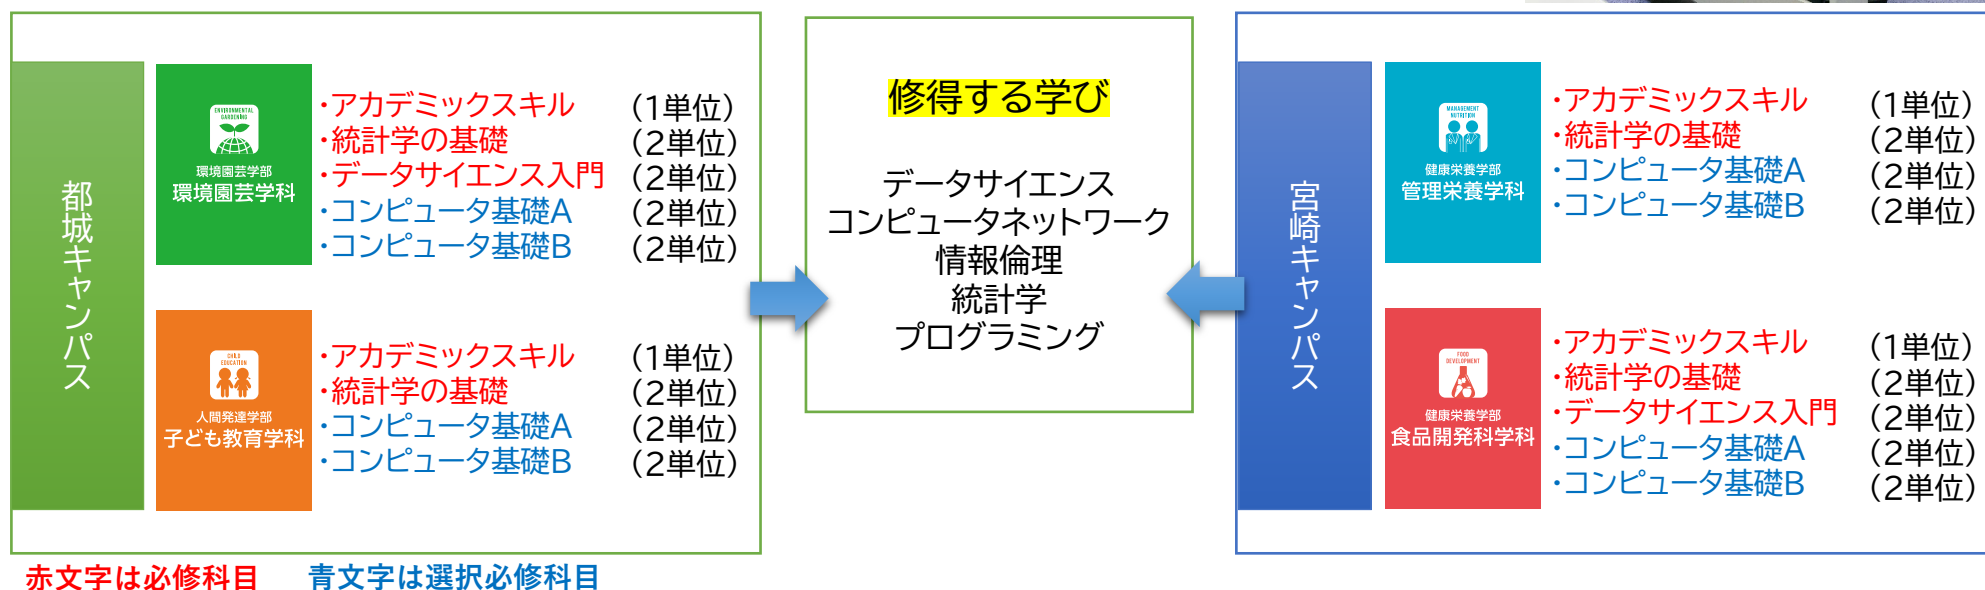 都城キャンパス
ENVIRONMENTAL
GARDENING
環境園芸学部
環境園芸学科
・アカデミックスキル (1単位)
・統計学の基礎 (2単位)
・データサイエンス入門 (2単位)
・コンピュータ基礎A (2単位)
・コンピュータ基礎B (2単位)
CHILD
EDUCATION
人間発達学部
子ども教育学科
・アカデミックスキル (1単位)
・統計学の基礎 (2単位)
・コンピュータ基礎A (2単位)
・コンピュータ基礎B (2単位)
修得する学び
データサイエンス
コンピュータネットワーク
情報倫理
統計学
プログラミング
宮崎キャンパス
MANAGEMENT
NUTRITION
健康栄養学部
管理栄養学科
・アカデミックスキル (1単位)
・統計学の基礎 (2単位)
・コンピュータ基礎A (2単位)
・コンピュータ基礎B (2単位)
FOOD
DEVELOPMENT
健康栄養学部
食品開発科学科
・アカデミックスキル (1単位)
・統計学の基礎 (2単位)
・データサイエンス入門 (2単位)
・コンピュータ基礎A (2単位)
・コンピュータ基礎B (2単位)
赤文字は必修科目 青文字は選択必修科目